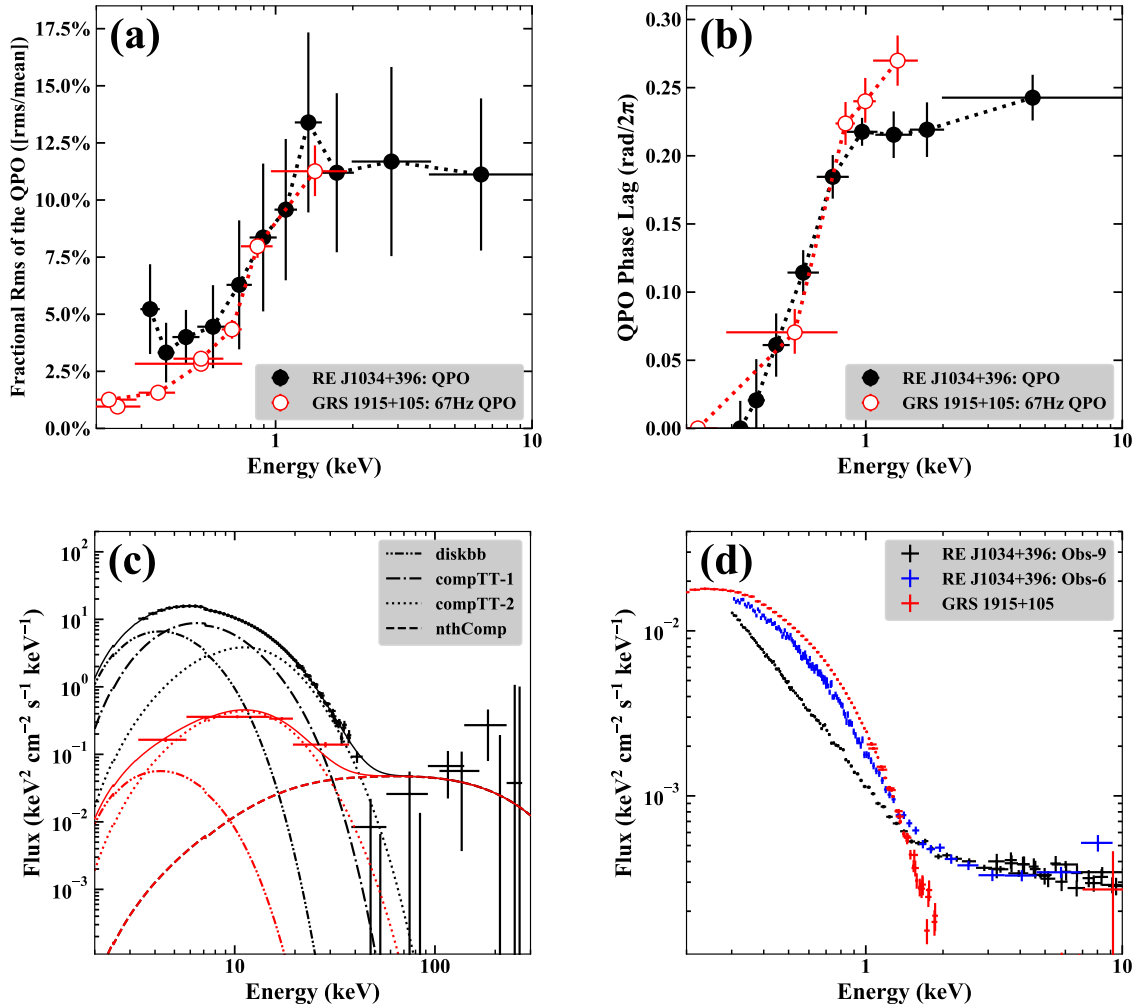 (a)
Fractional Rms of the QPO ([rms/mean])
17.5%
15.0%
12.5%
10.0%
7.5%
5.0%
2.5%
0.0%
RE J1034+396: QPO
GRS 1915+105: 67Hz QPO
1
10
Energy (keV)
(b)
QPO Phase Lag (rad/2π)
0.30
0.25
0.20
0.15
0.10
0.05
0.00
RE J1034+396: QPO
GRS 1915+105: 67Hz QPO
1
10
Energy (keV)
(c)
Flux (keV² cm⁻² s⁻¹ keV⁻¹)
10²
10¹
10⁰
10⁻¹
10⁻²
10⁻³
diskbb
compTT-1
compTT-2
nthComp
10
100
Energy (keV)
(d)
Flux (keV² cm⁻² s⁻¹ keV⁻¹)
10⁻²
10⁻³
RE J1034+396: Obs-9
RE J1034+396: Obs-6
GRS 1915+105
1
10
Energy (keV)